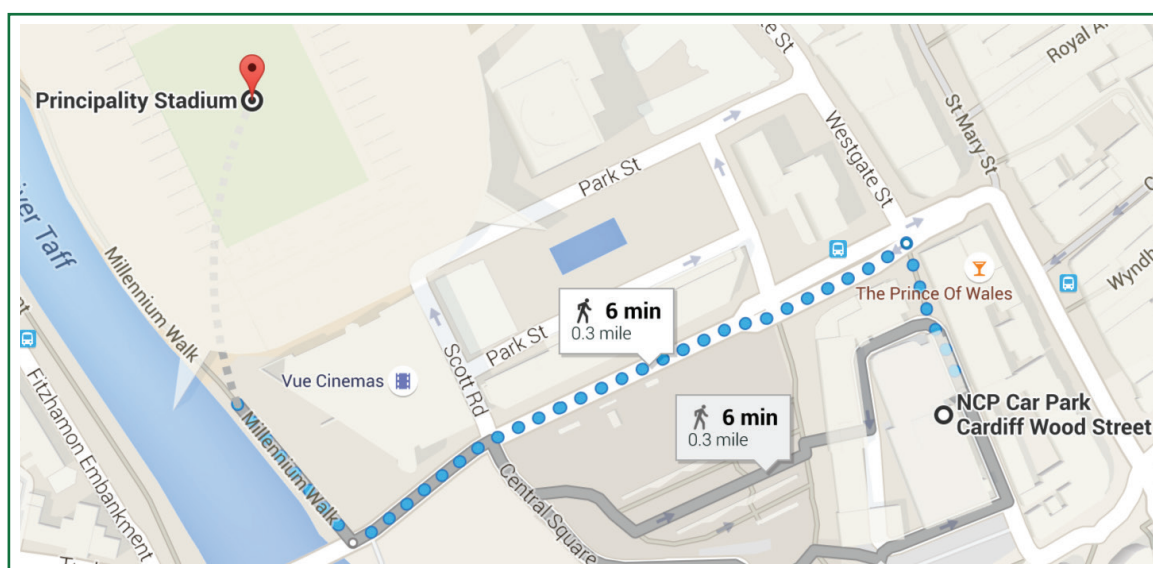 Royal A
St Mary St
Westgate St
Principality Stadium
Park St
iver Taff
Millennium Walk
The Prince Of Wales
Wyndh
6 min
0.3 mile
Park St
Scott Rd
Vue Cinemas
Fitzhamon Embankment
Millennium Walk
6 min
0.3 mile
NCP Car Park
Cardiff Wood Street
Central Square